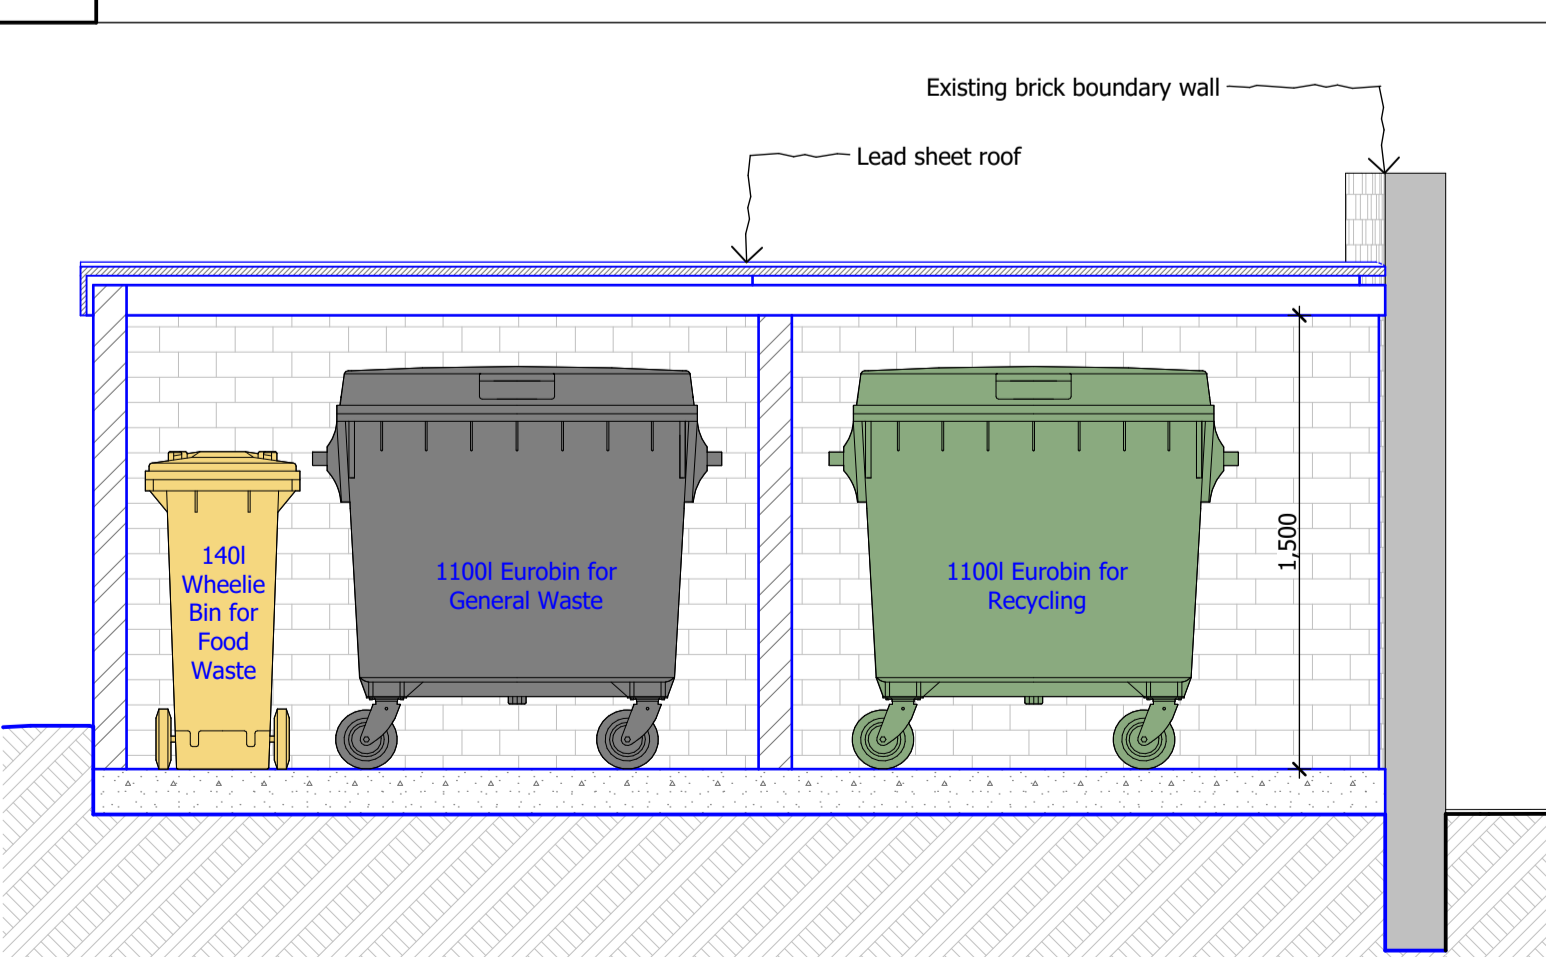 Existing brick boundary wall
Lead sheet roof
140l
Wheelie
Bin for
Food
Waste
1100l Eurobin for
General Waste
1100l Eurobin for
Recycling
1,500